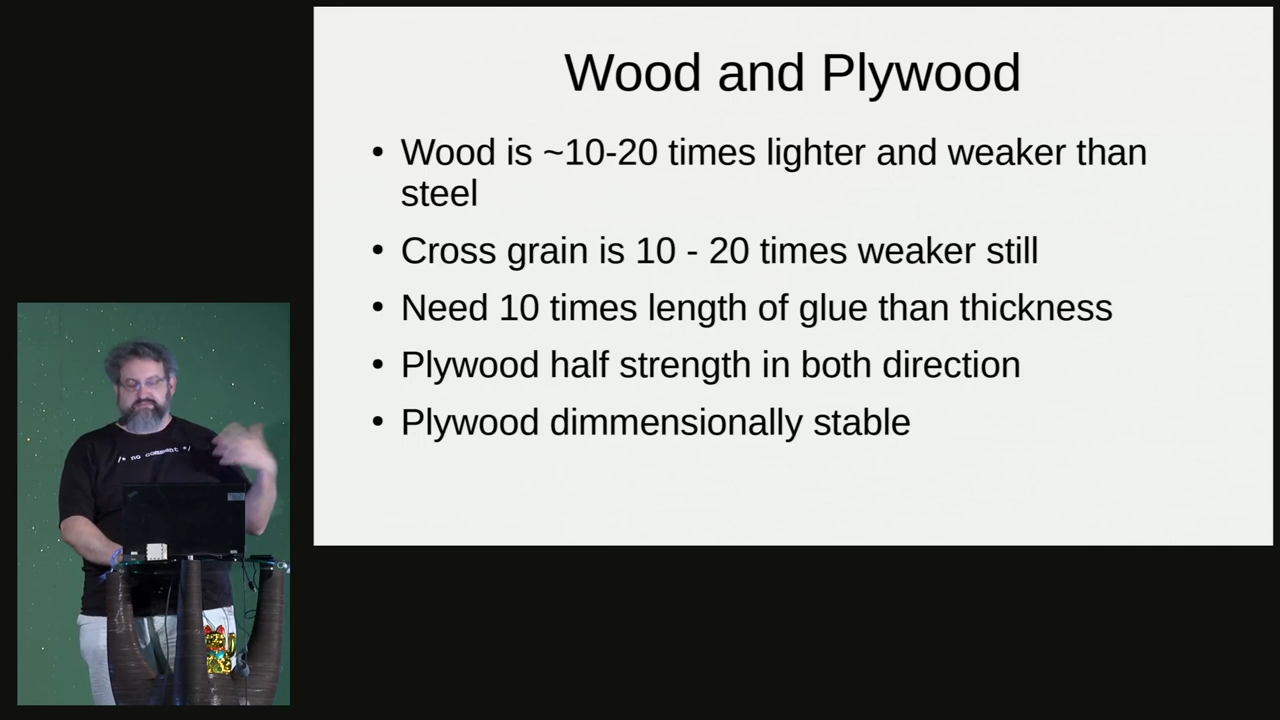 Wood and Plywood
• Wood is ~10-20 times lighter and weaker than
steel
• Cross grain is 10 - 20 times weaker still
• Need 10 times length of glue than thickness
• Plywood half strength in both direction
• Plywood dimmensionally stable
/* no comment */